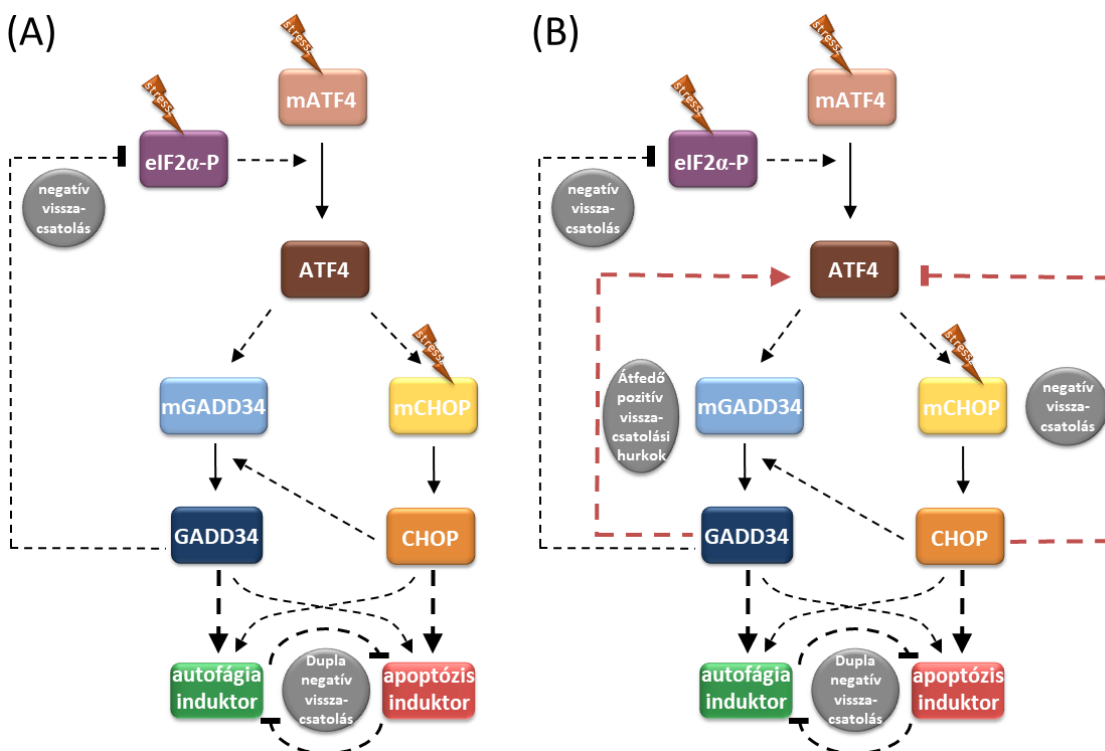 (A)
stress
mATF4
stress
eIF2α-P
negatív
vissza-
csatolás
ATF4
stress
mGADD34
mCHOP
GADD34
CHOP
autofágia
induktor
Dupla
negatív
vissza-
csatolás
apoptózis
induktor
(B)
stress
mATF4
stress
eIF2α-P
negatív
vissza-
csatolás
ATF4
stress
Átfedő
pozitív
vissza-
csatolási
hurkok
mGADD34
mCHOP
negatív
vissza-
csatolás
GADD34
CHOP
autofágia
induktor
Dupla
negatív
vissza-
csatolás
apoptózis
induktor